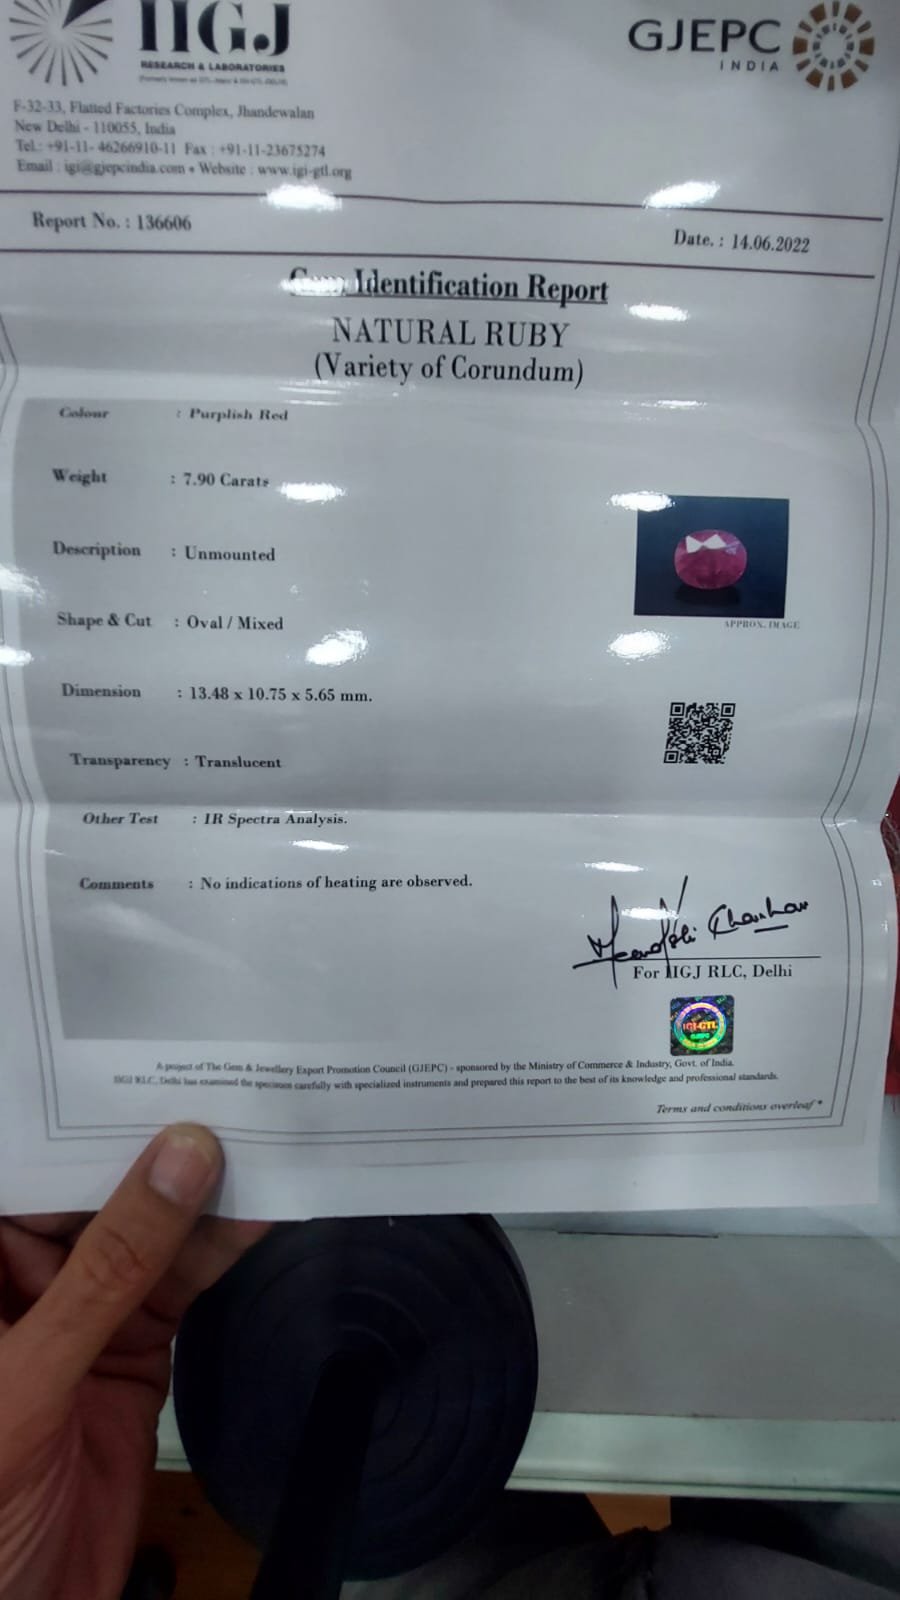 IIGJ
RESEARCH & LABORATORIES
GJEPC
INDIA
F-32-33, Flatted Factories Complex, Jhandewalan
New Delhi - 110055, India
Tel.: +91-11- 46266910-11 Fax : +91-11-23675274
Email : igi@gjepcindia.com • Website : www.igi-gtl.org
Report No. : 136606
Date. : 14.06.2022
Gem Identification Report
NATURAL RUBY
(Variety of Corundum)
Colour : Purplish Red
Weight : 7.90 Carats
Description : Unmounted
Shape & Cut : Oval / Mixed
Dimension : 13.48 x 10.75 x 5.65 mm.
APPROX. IMAGE
Transparency : Translucent
Other Test : IR Spectra Analysis.
Comments : No indications of heating are observed.
Meenakshi Chauhan
For IIGJ RLC, Delhi
IGI-GTL
GJEPC
A project of The Gem & Jewellery Export Promotion Council (GJEPC) - sponsored by the Ministry of Commerce & Industry, Govt. of India.
IIGJ RLC, Delhi has examined the specimen carefully with specialized instruments and prepared this report to the best of its knowledge and professional standards.
Terms and conditions overleaf *